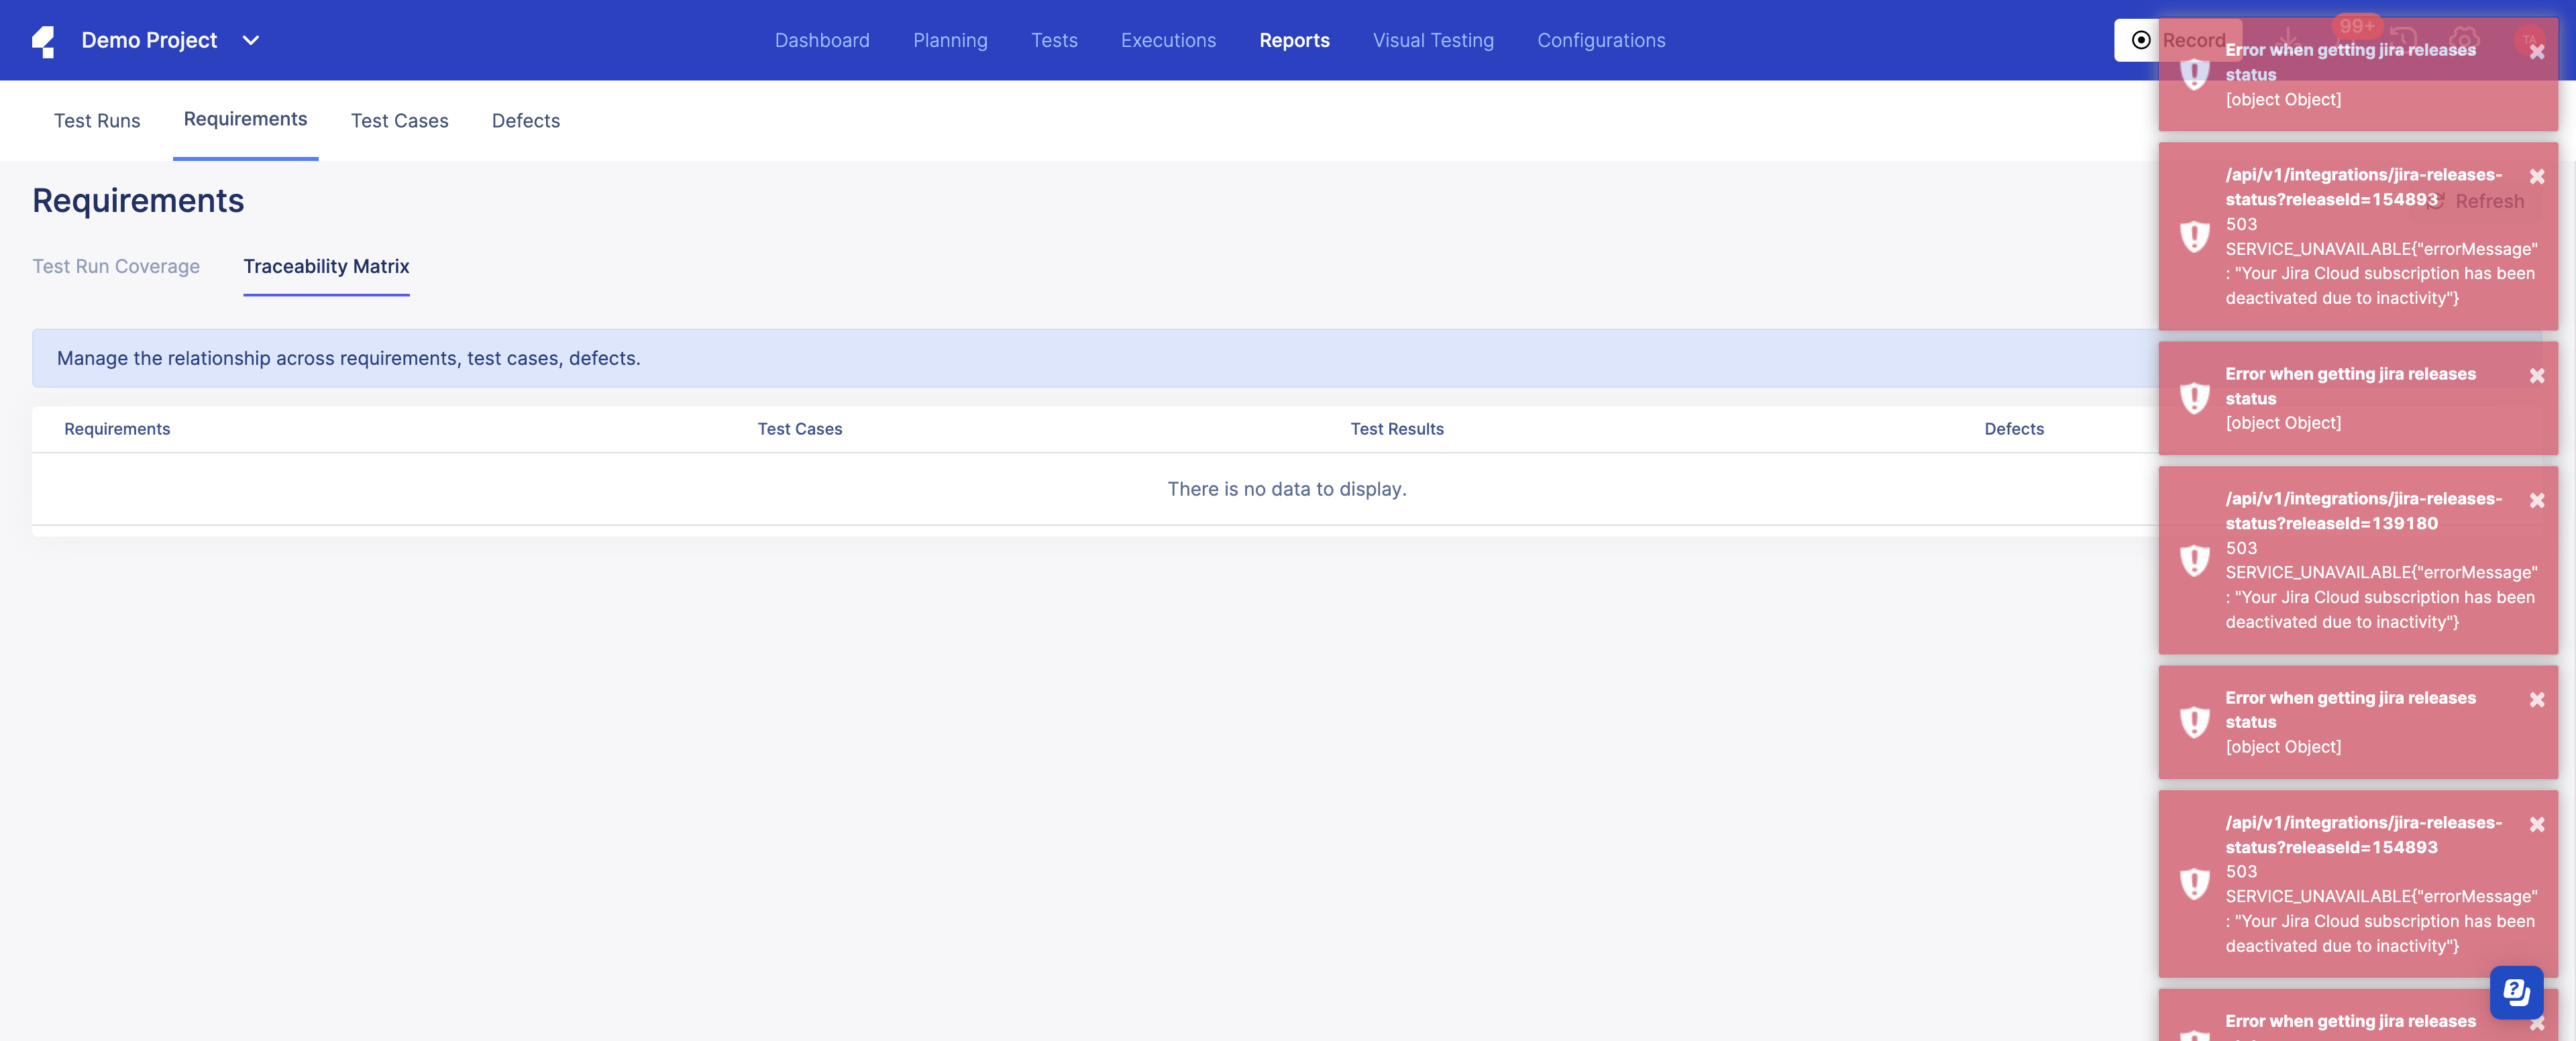 Demo Project
Dashboard
Planning
Tests
Executions
Reports
Visual Testing
Configurations
Record
99+
TA
Test Runs
Requirements
Test Cases
Defects
Requirements
Refresh
Test Run Coverage
Traceability Matrix
Manage the relationship across requirements, test cases, defects.
Requirements
Test Cases
Test Results
Defects
There is no data to display.
Error when getting jira releases
status
[object Object]
/api/v1/integrations/jira-releases-
status?releaseId=154893
503
SERVICE_UNAVAILABLE{"errorMessage"
: "Your Jira Cloud subscription has been
deactivated due to inactivity"}
Error when getting jira releases
status
[object Object]
/api/v1/integrations/jira-releases-
status?releaseId=139180
503
SERVICE_UNAVAILABLE{"errorMessage"
: "Your Jira Cloud subscription has been
deactivated due to inactivity"}
Error when getting jira releases
status
[object Object]
/api/v1/integrations/jira-releases-
status?releaseId=154893
503
SERVICE_UNAVAILABLE{"errorMessage"
: "Your Jira Cloud subscription has been
deactivated due to inactivity"}
Error when getting jira releases